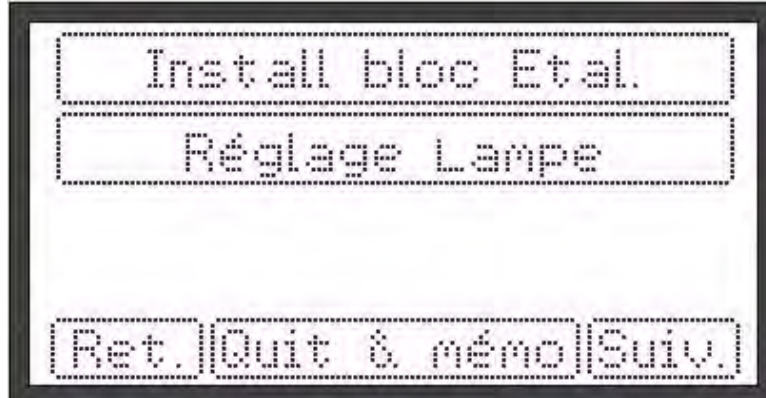 Install bloc Etal.
Réglage Lampe
Ret. Quit & mémo Suiv.